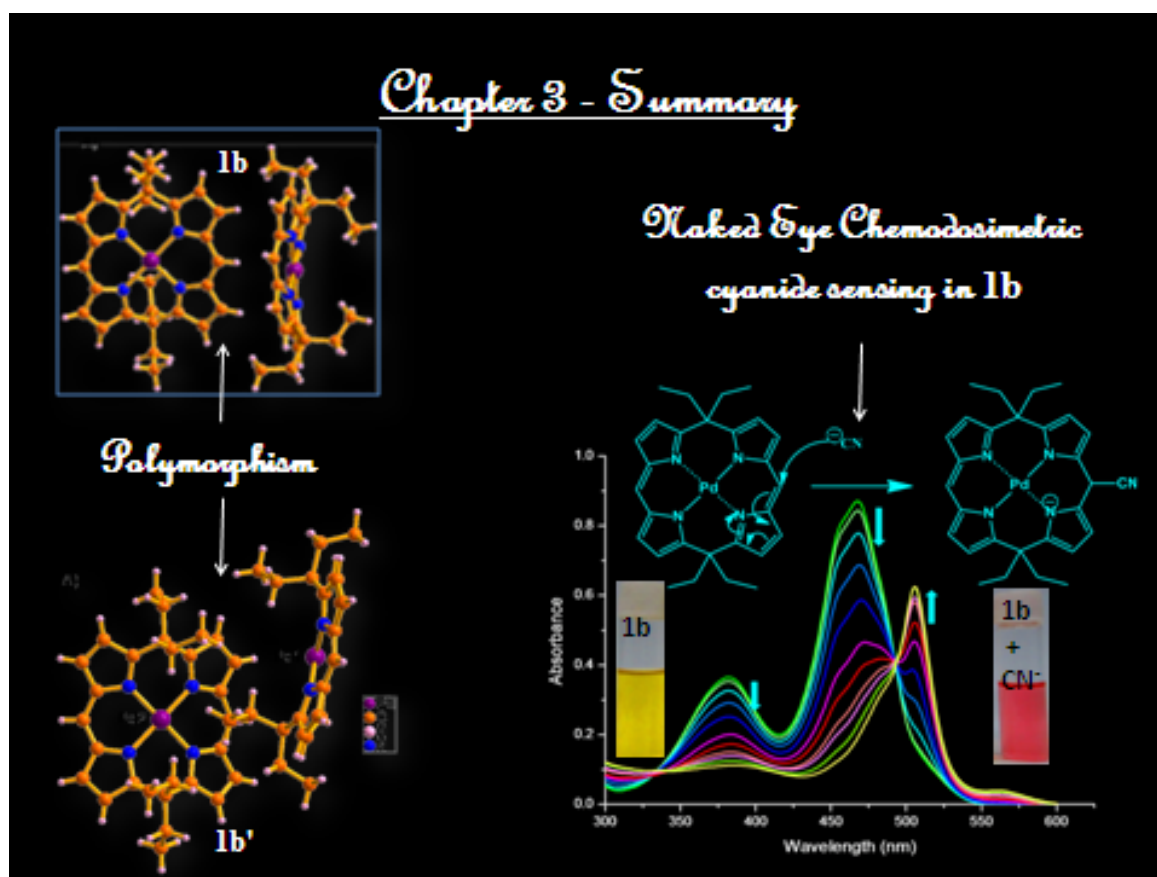 Chapter 3 - Summary
1b
Naked Eye Chemodosimetric
cyanide sensing in 1b
Polymorphism
1b'
⊖CN
N
N
Pd
N
N
N
N
Pd
N
N
⊖
CN
1b
1b
+
CN⁻
Absorbance
1.0
0.8
0.6
0.4
0.2
0.0
300
350
400
450
500
550
600
Wavelength (nm)